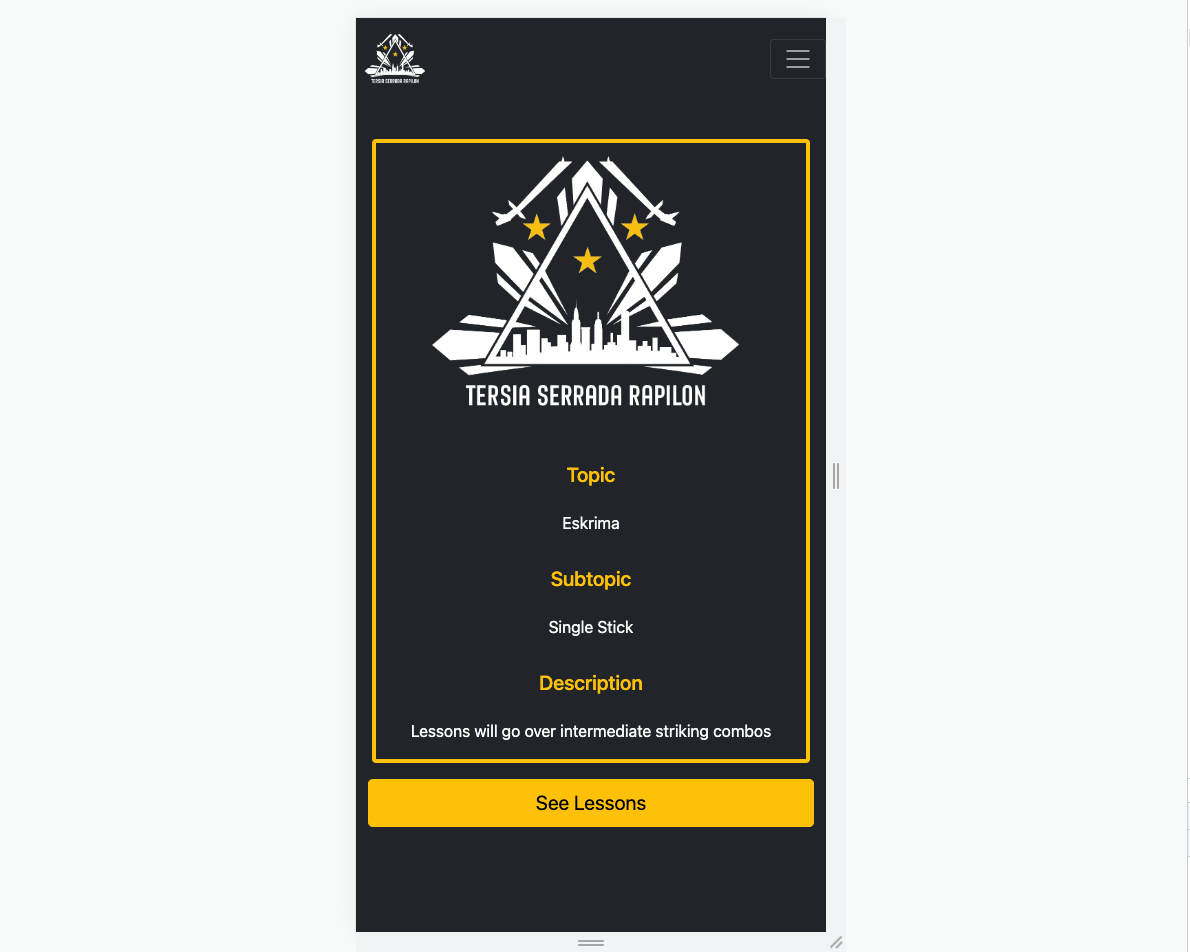 TERSIA SERRADA RAPILON
TERSIA SERRADA RAPILON
Topic
Eskrima
Subtopic
Single Stick
Description
Lessons will go over intermediate striking combos
See Lessons